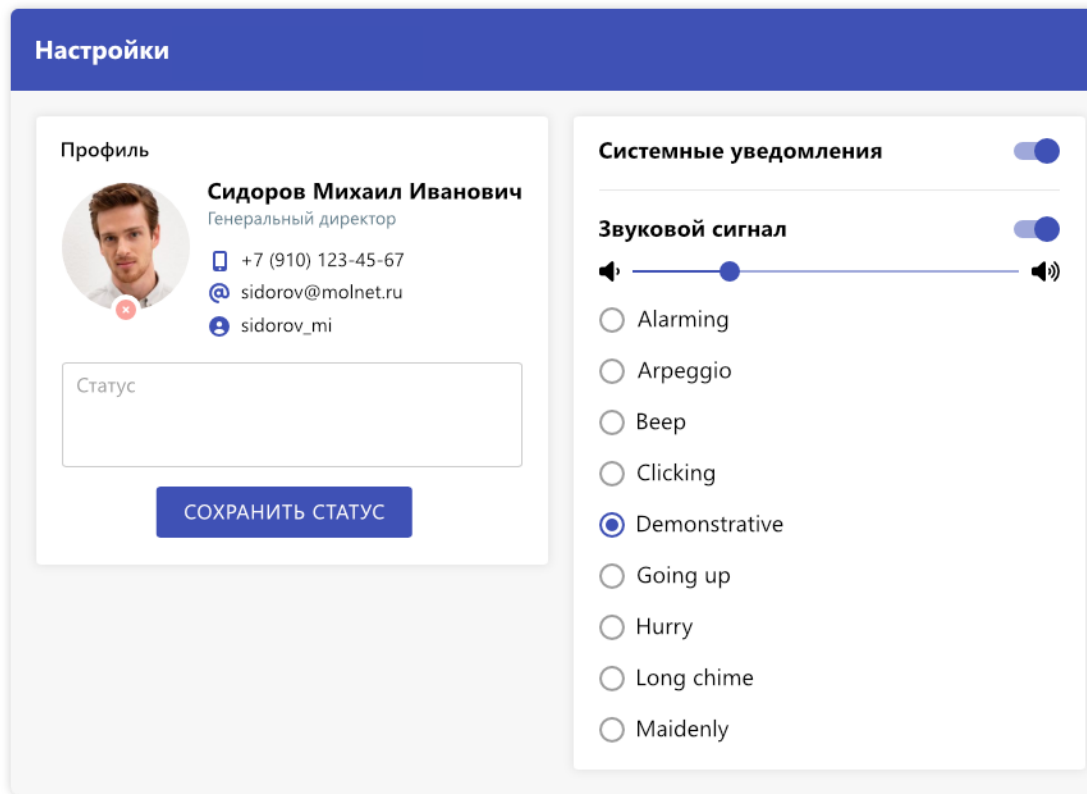 Настройки
Профиль
Сидоров Михаил Иванович
Генеральный директор
+7 (910) 123-45-67
sidorov@molnet.ru
sidorov_mi
Статус
СОХРАНИТЬ СТАТУС
Системные уведомления
Звуковой сигнал
Alarming
Arpeggio
Beep
Clicking
Demonstrative
Going up
Hurry
Long chime
Maidenly